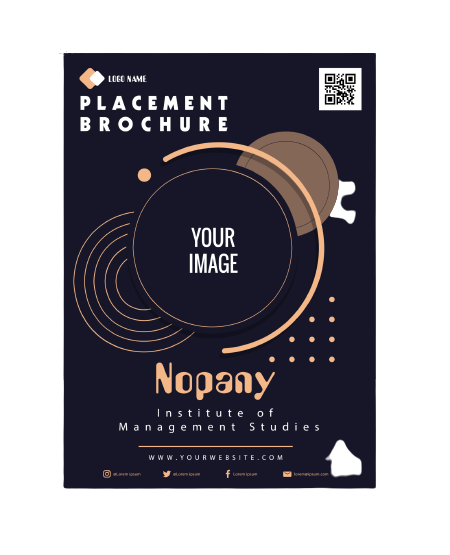 LOGO NAME
PLACEMENT
BROCHURE
YOUR
IMAGE
Nopany
Institute of
Management Studies
WWW.YOURWEBSITE.COM